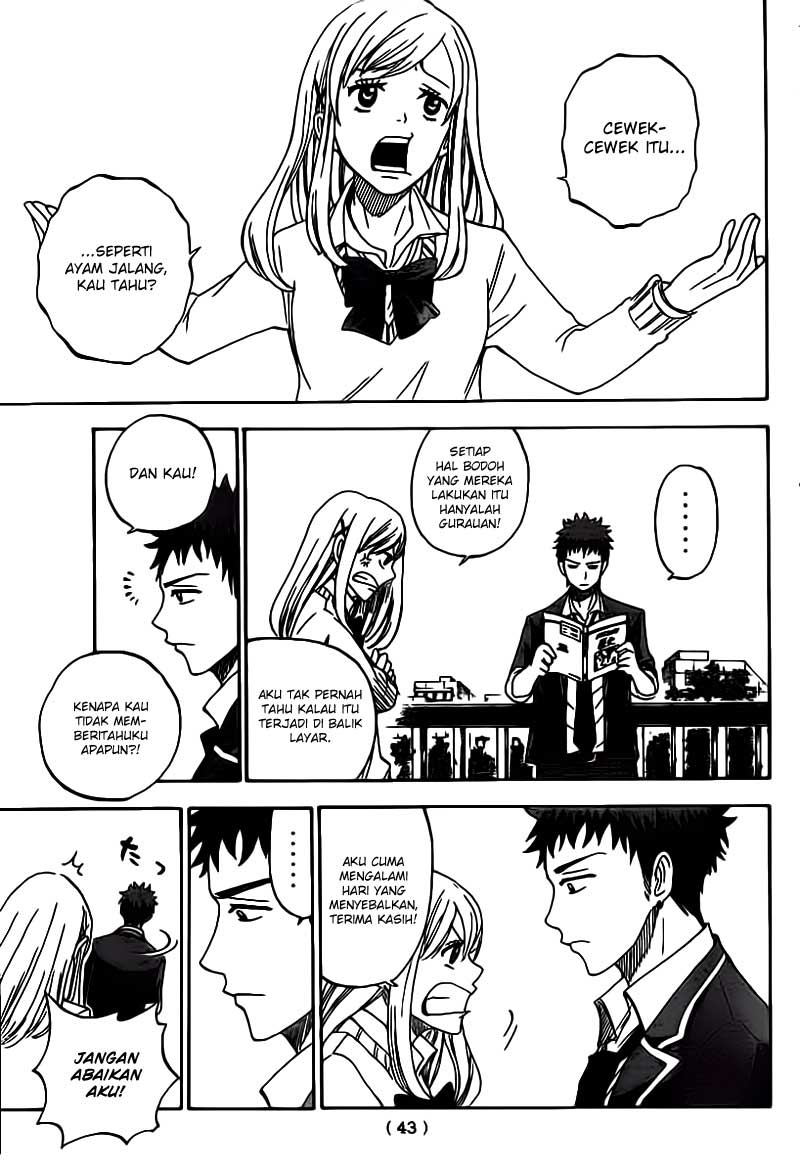 CEWEK-
CEWEK ITU...
...SEPERTI
AYAM JALANG,
KAU TAHU?
......
SETIAP
HAL BODOH
YANG MEREKA
LAKUKAN ITU
HANYALAH
GURAUAN!
AKU TAK PERNAH
TAHU KALAU ITU
TERJADI DI BALIK
LAYAR.
DAN KAU!
KENAPA KAU
TIDAK MEM-
BERITAHUKU
APAPUN?!
AKU CUMA
MENGALAMI
HARI YANG
MENYEBALKAN,
TERIMA KASIH!
......
たっ
JANGAN
ABAIKAN
AKU!
( 43 )